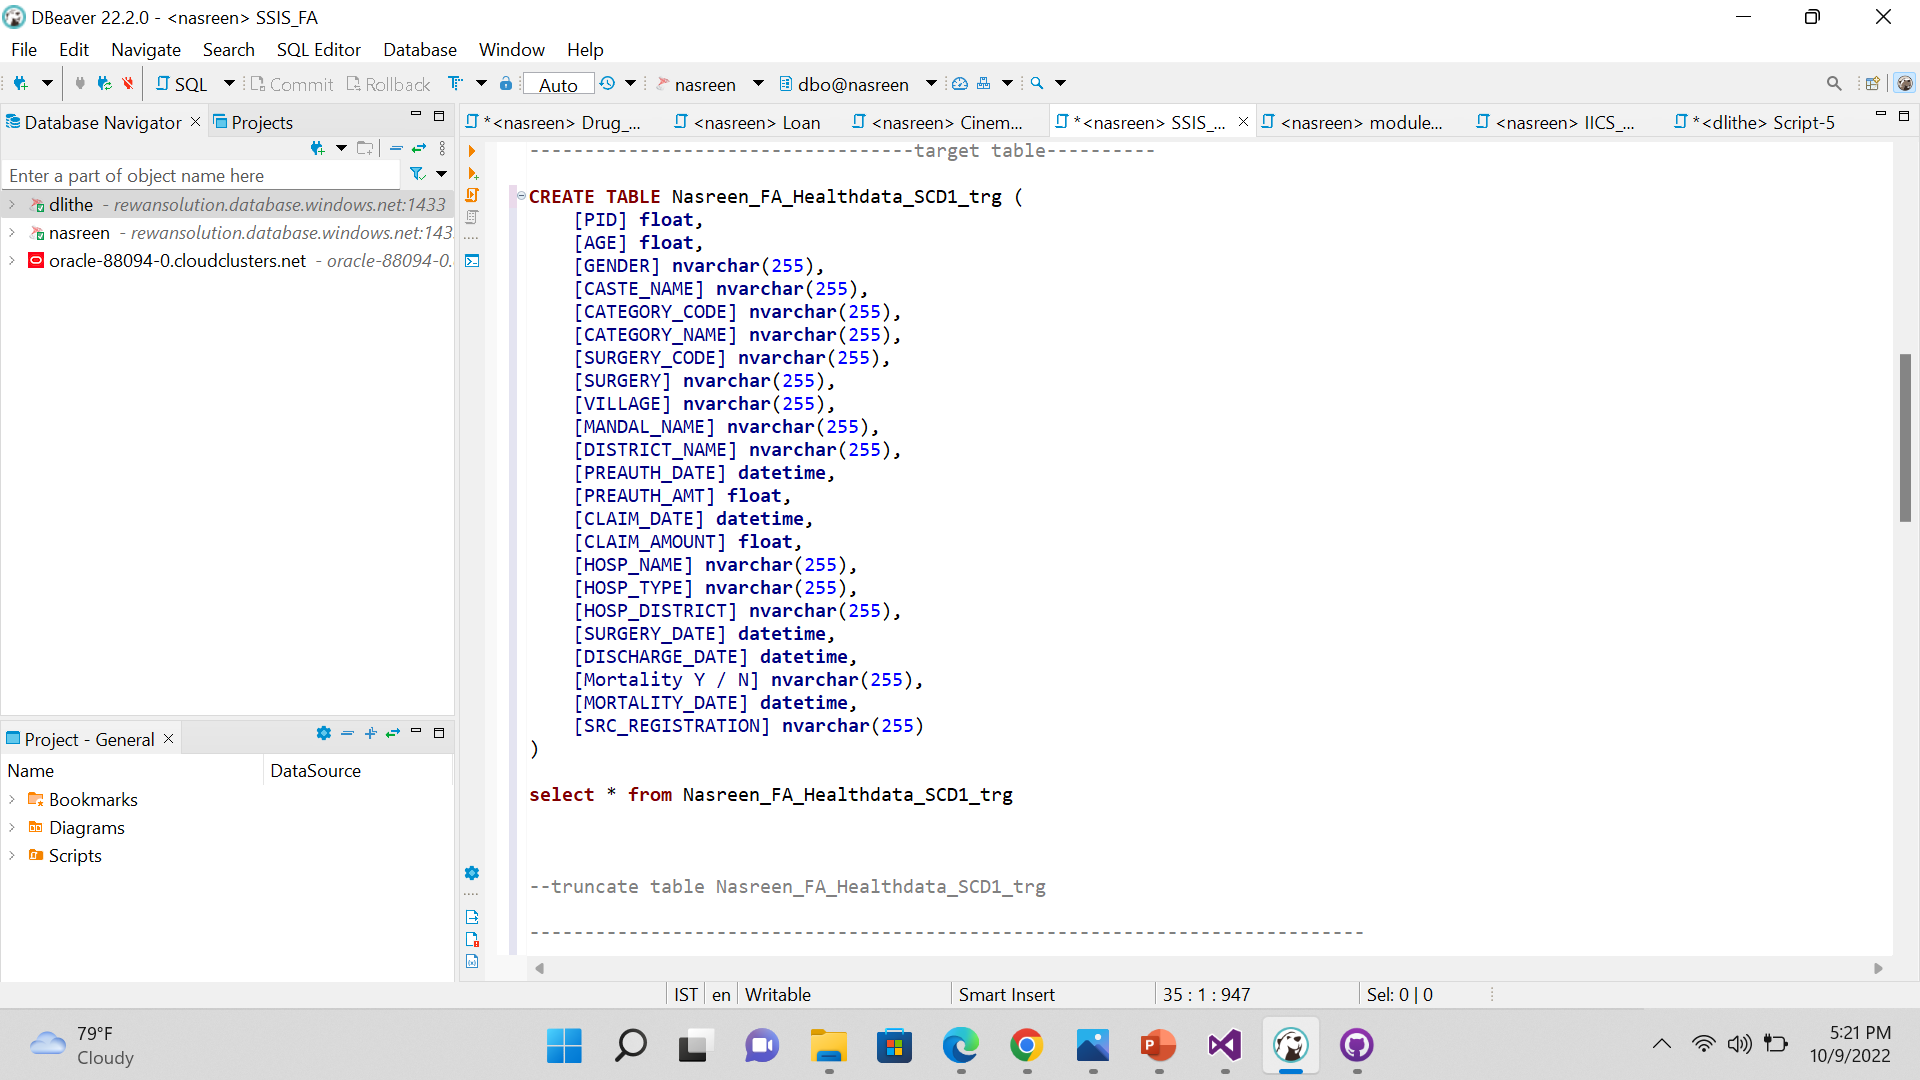 DBeaver 22.2.0 - <nasreen> SSIS_FA
File Edit Navigate Search SQL Editor Database Window Help
SQL Commit Rollback Auto nasreen dbo@nasreen
Database Navigator Projects
*<nasreen> Drug_... <nasreen> Loan <nasreen> Cinem... *<nasreen> SSIS_... <nasreen> module... <nasreen> IICS_... *<dlithe> Script-5
Enter a part of object name here
dlithe - rewansolution.database.windows.net:1433
nasreen - rewansolution.database.windows.net:143
oracle-88094-0.cloudclusters.net - oracle-88094-0.
Project - General
Name DataSource
Bookmarks
Diagrams
Scripts
-----------------------------------target table----------
CREATE TABLE Nasreen_FA_Healthdata_SCD1_trg (
[PID] float,
[AGE] float,
[GENDER] nvarchar(255),
[CASTE_NAME] nvarchar(255),
[CATEGORY_CODE] nvarchar(255),
[CATEGORY_NAME] nvarchar(255),
[SURGERY_CODE] nvarchar(255),
[SURGERY] nvarchar(255),
[VILLAGE] nvarchar(255),
[MANDAL_NAME] nvarchar(255),
[DISTRICT_NAME] nvarchar(255),
[PREAUTH_DATE] datetime,
[PREAUTH_AMT] float,
[CLAIM_DATE] datetime,
[CLAIM_AMOUNT] float,
[HOSP_NAME] nvarchar(255),
[HOSP_TYPE] nvarchar(255),
[HOSP_DISTRICT] nvarchar(255),
[SURGERY_DATE] datetime,
[DISCHARGE_DATE] datetime,
[Mortality Y / N] nvarchar(255),
[MORTALITY_DATE] datetime,
[SRC_REGISTRATION] nvarchar(255)
)
select * from Nasreen_FA_Healthdata_SCD1_trg
--truncate table Nasreen_FA_Healthdata_SCD1_trg
----------------------------------------------------------------------------
IST en Writable Smart Insert 35 : 1 : 947 Sel: 0 | 0
79°F
Cloudy
5:21 PM
10/9/2022